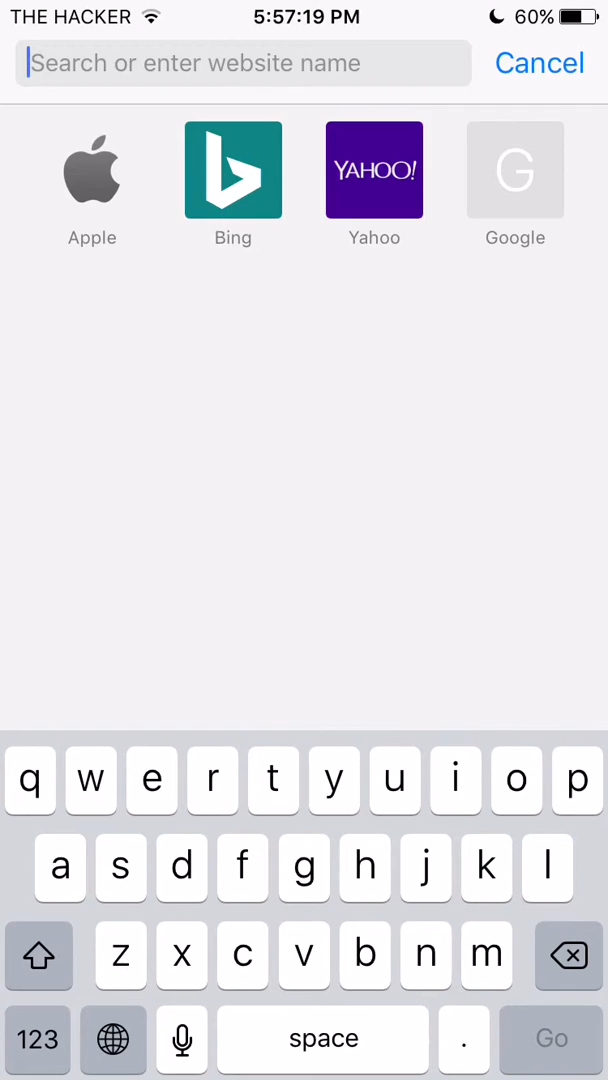 THE HACKER 5:57:19 PM 60%
Search or enter website name Cancel
YAHOO! G
Apple Bing Yahoo Google
q w e r t y u i o p
a s d f g h j k l
z x c v b n m
123 space . Go